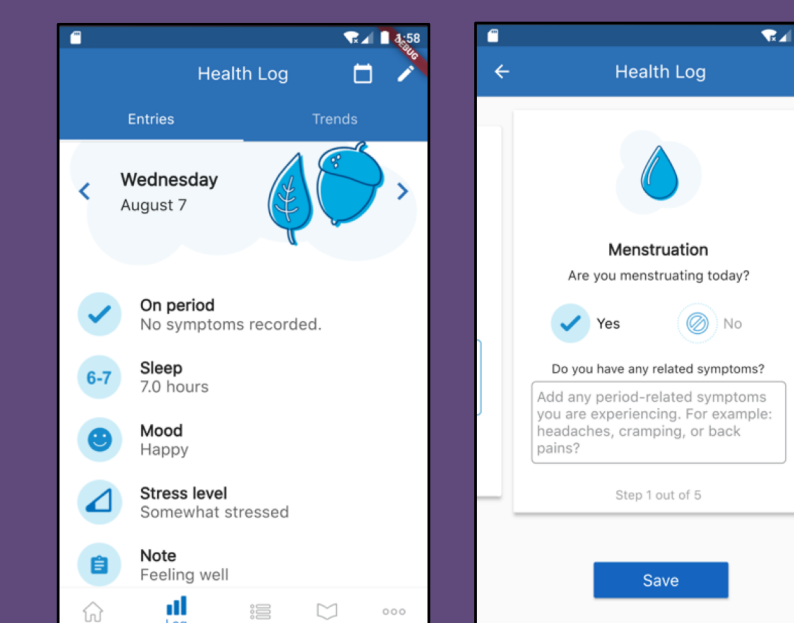 1:58
DEBUG
Health Log
Entries
Trends
Wednesday
August 7
On period
No symptoms recorded.
6-7
Sleep
7.0 hours
Mood
Happy
Stress level
Somewhat stressed
Note
Feeling well
Health Log
Menstruation
Are you menstruating today?
Yes
No
Do you have any related symptoms?
Add any period-related symptoms
you are experiencing. For example:
headaches, cramping, or back
pains?
Step 1 out of 5
Save